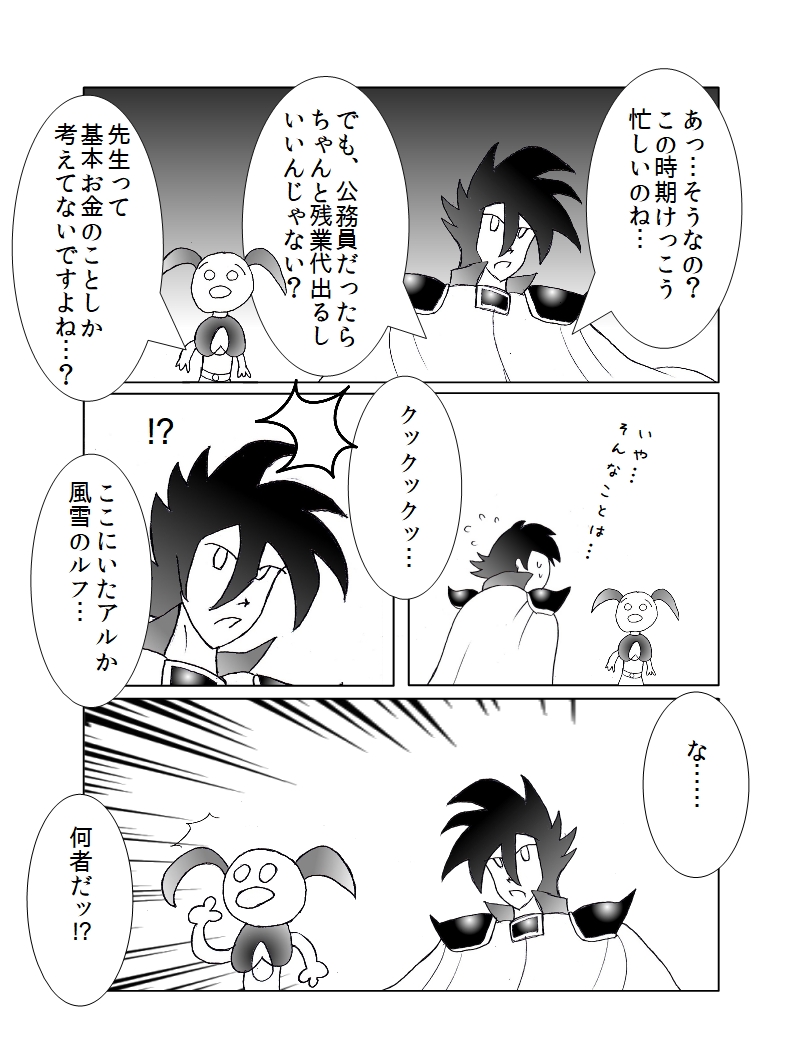 あっ…そうなの?
この時期けっこう
忙しいのね…
でも、公務員だったら
ちゃんと残業代出るし
いいんじゃない?
先生って
基本お金のことしか
考えてないですよね…?
いや…
そんなことは…
クックックッ…
!?
ここにいたアルか
風雪のルフ…
な……
何者だッ!?